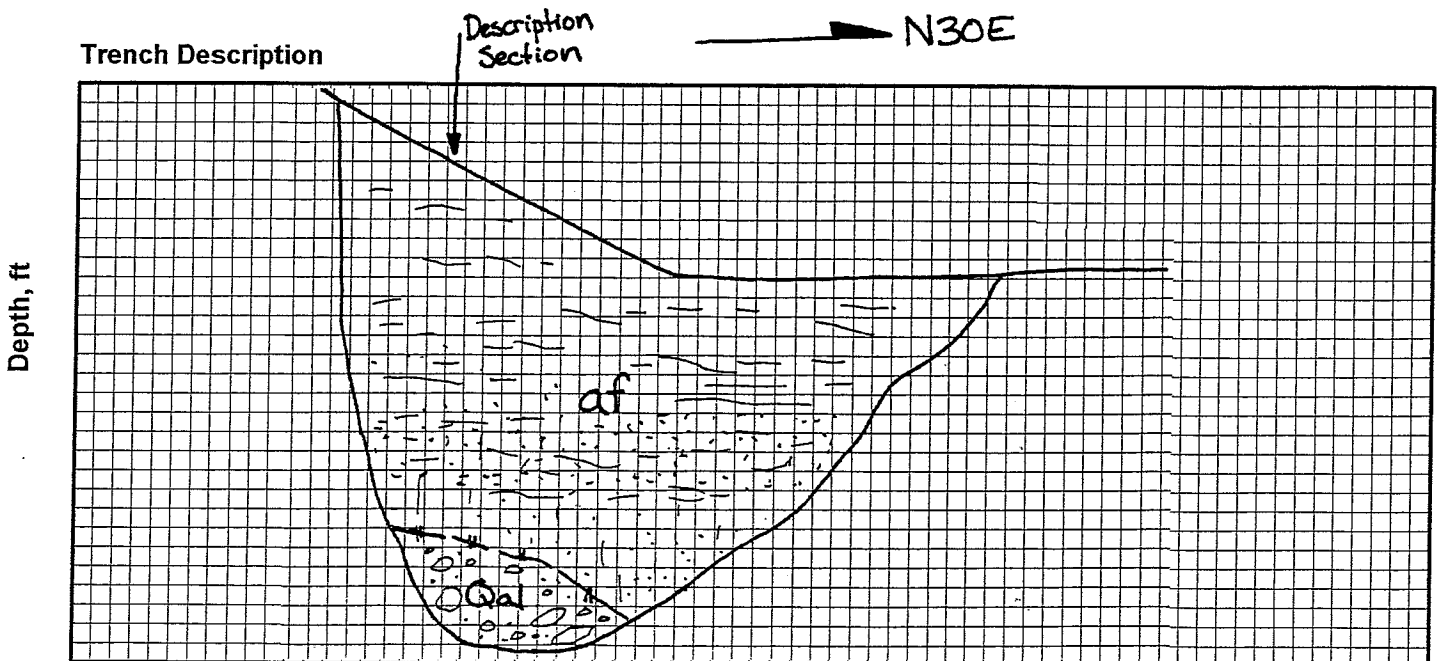 Description
Section
N30E
Trench Description
Depth, ft
af
Qal